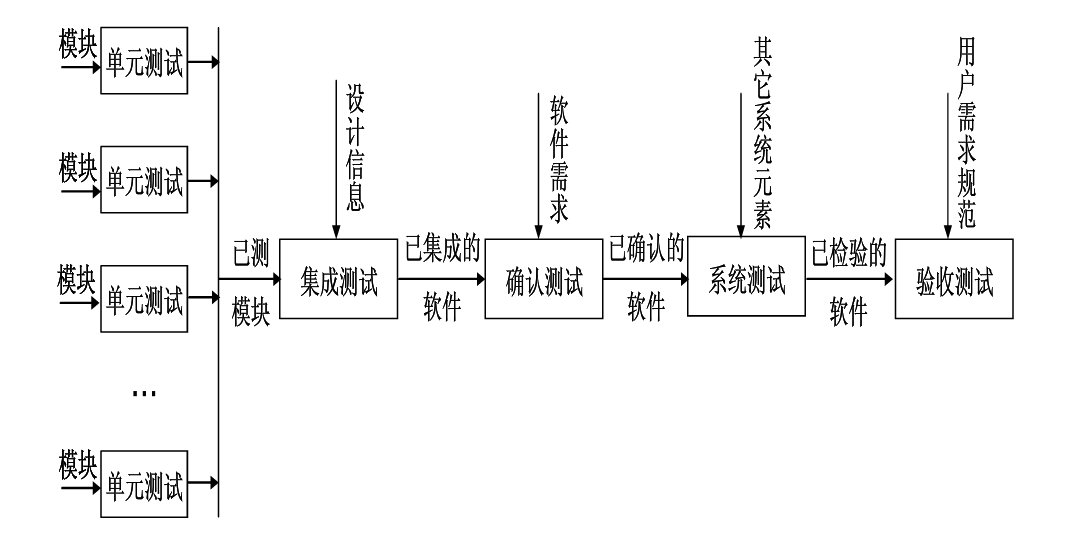 模块
单元测试
模块
单元测试
模块
单元测试
...
模块
单元测试
已测
模块
设计信息
集成测试
已集成的
软件
软件需求
确认测试
已确认的
软件
其它系统元素
系统测试
已检验的
软件
用户需求规范
验收测试